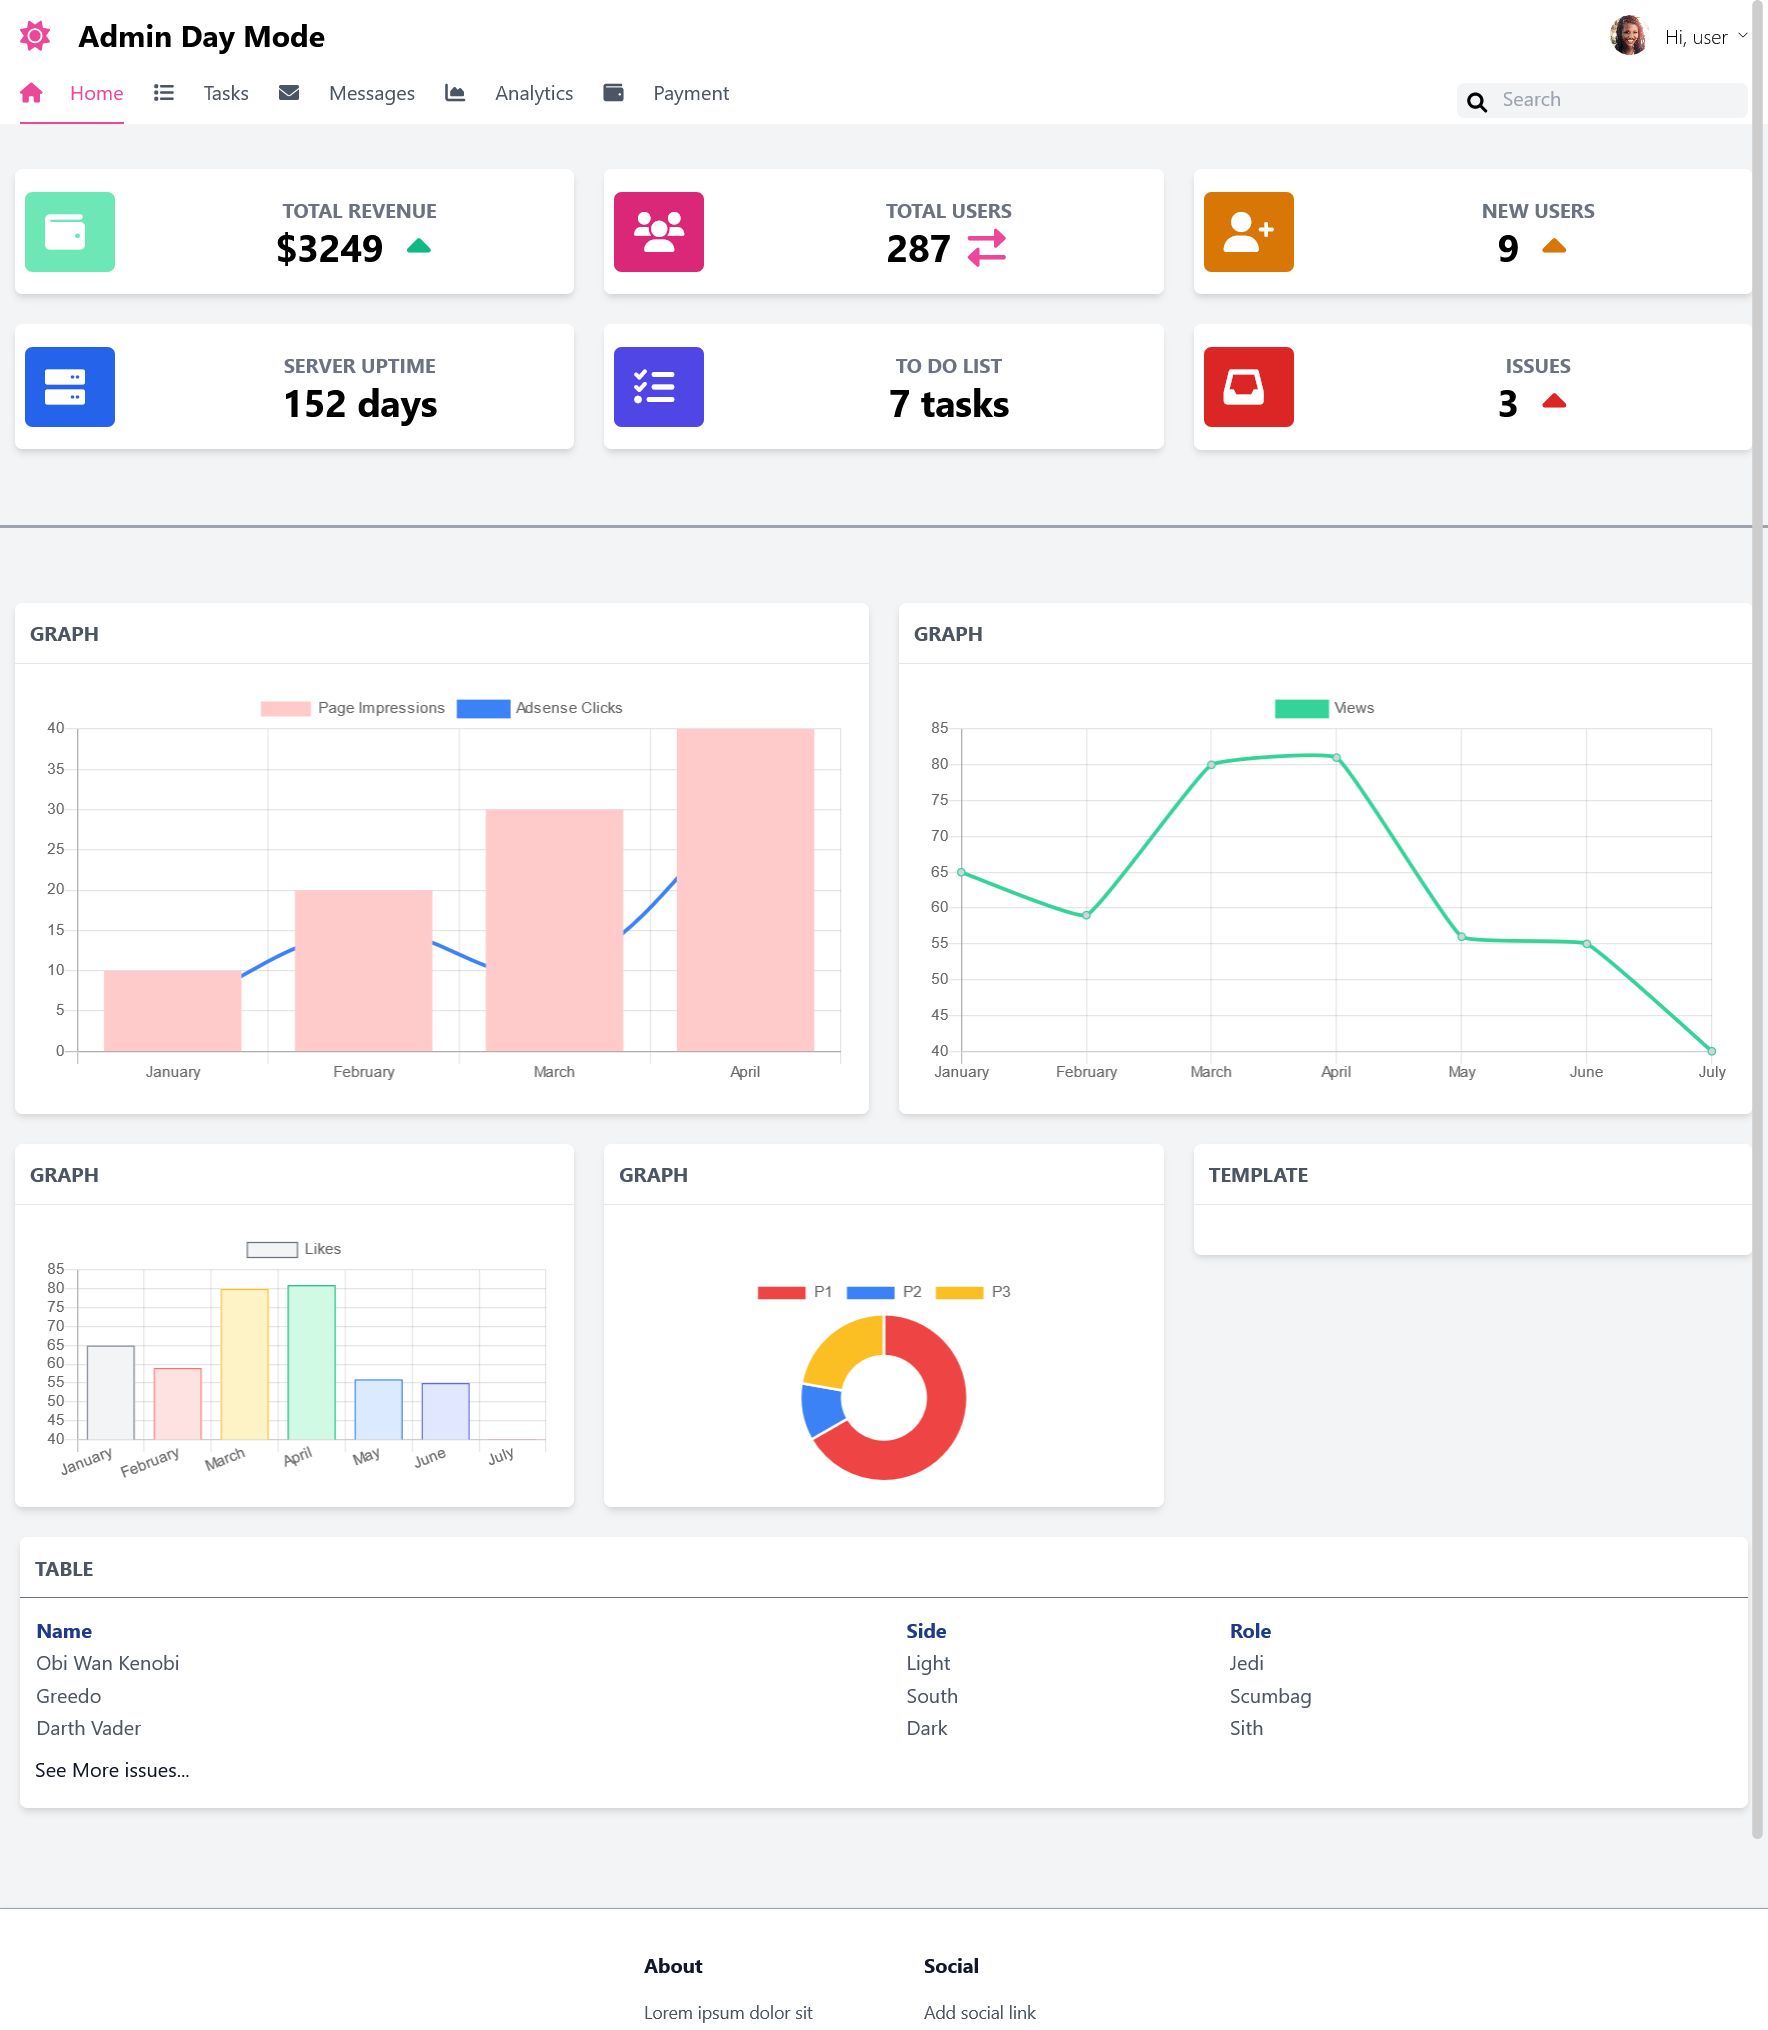 Admin Day Mode
Hi, user
Home Tasks Messages Analytics Payment
Search
TOTAL REVENUE
$3249
TOTAL USERS
287
NEW USERS
9
SERVER UPTIME
152 days
TO DO LIST
7 tasks
ISSUES
3
GRAPH
Page Impressions Adsense Clicks
40
35
30
25
20
15
10
5
0
January February March April
GRAPH
Views
85
80
75
70
65
60
55
50
45
40
January February March April May June July
GRAPH
Likes
85
80
75
70
65
60
55
50
45
40
January February March April May June July
GRAPH
P1 P2 P3
TEMPLATE
TABLE
Name Side Role
Obi Wan Kenobi Light Jedi
Greedo South Scumbag
Darth Vader Dark Sith
See More issues...
About Social
Lorem ipsum dolor sit Add social link